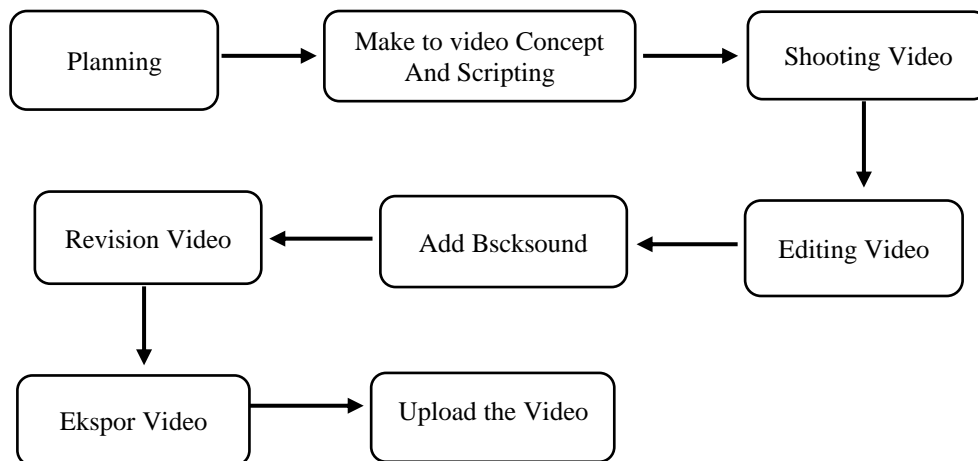 Planning
Make to video Concept
And Scripting
Shooting Video
Editing Video
Add Bscksound
Revision Video
Ekspor Video
Upload the Video